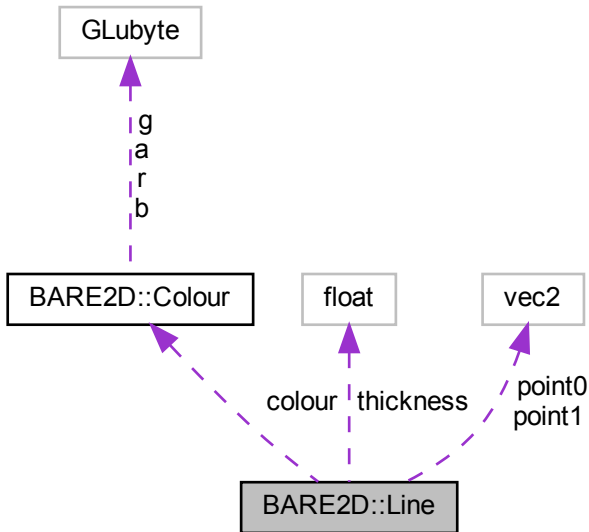 GLubyte
g
a
r
b
BARE2D::Colour
float
vec2
colour
thickness
point0
point1
BARE2D::Line